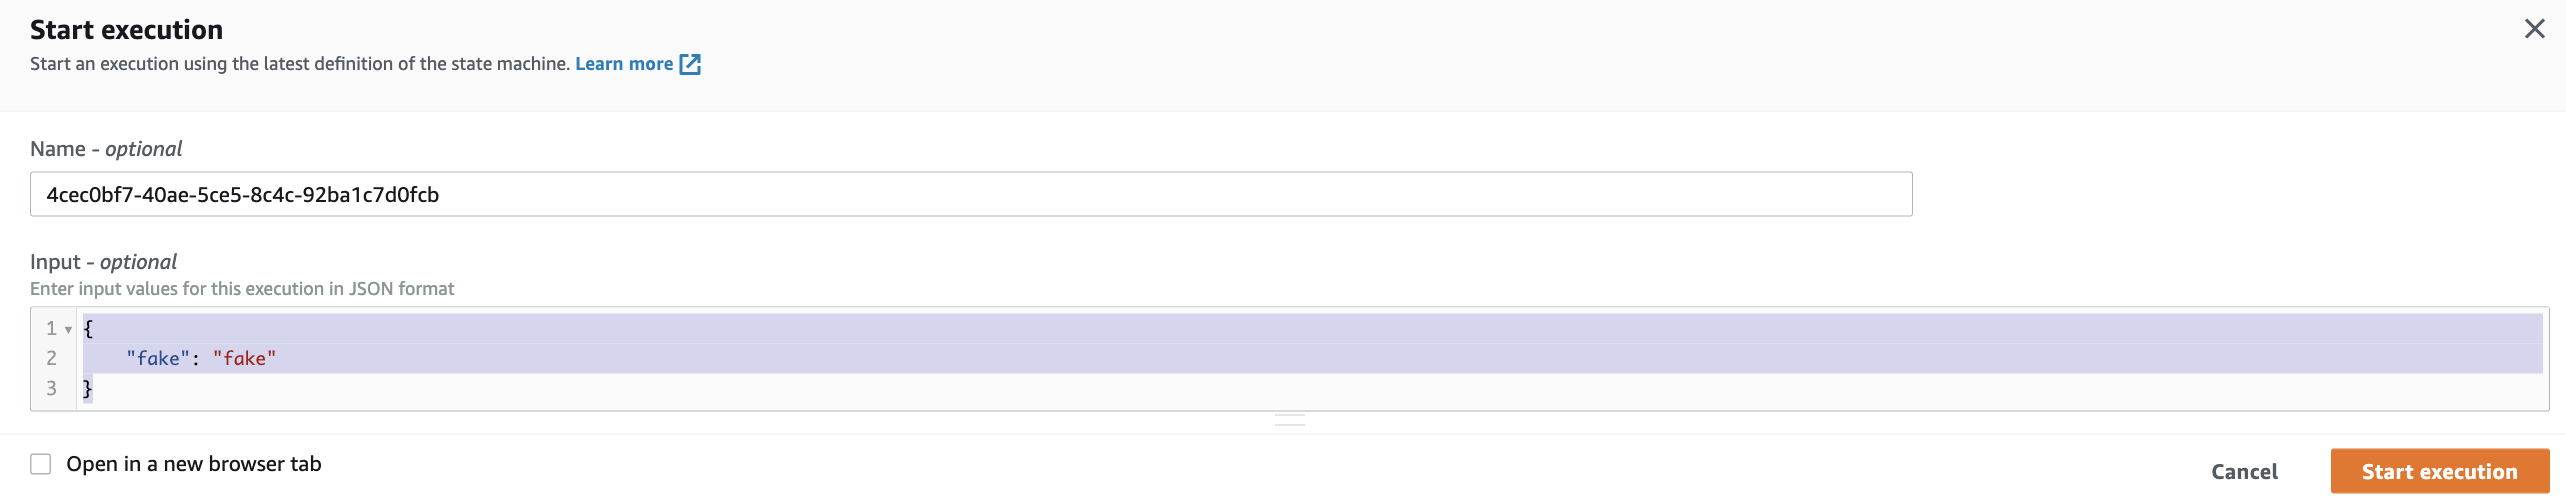 Start execution
Start an execution using the latest definition of the state machine. Learn more
Name - optional
4cec0bf7-40ae-5ce5-8c4c-92ba1c7d0fcb
Input - optional
Enter input values for this execution in JSON format
1 {
2 "fake": "fake"
3 }
Open in a new browser tab
Cancel
Start execution